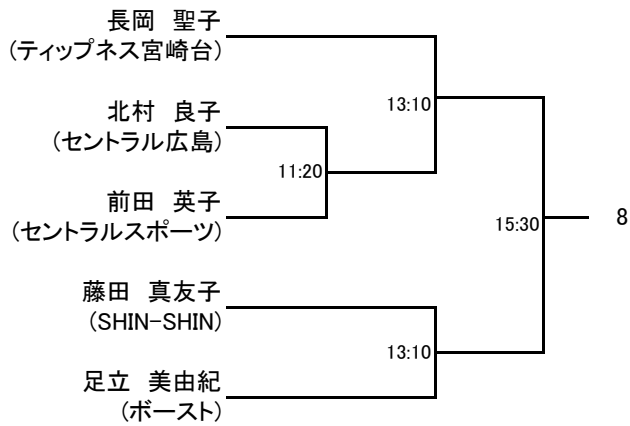 長岡　聖子
(ティップネス宮崎台)
13:10
北村　良子
(セントラル広島)
11:20
前田　英子
(セントラルスポーツ)
15:30
8
藤田　真友子
(SHIN-SHIN)
13:10
足立　美由紀
(ボースト)